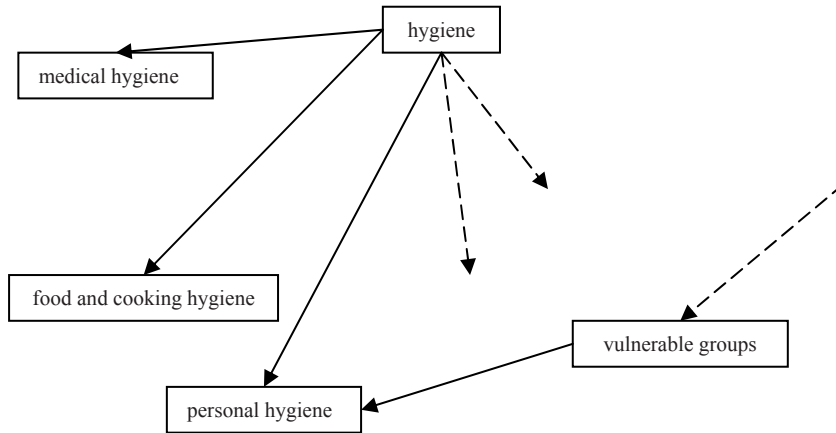 hygiene
medical hygiene
food and cooking hygiene
vulnerable groups
personal hygiene